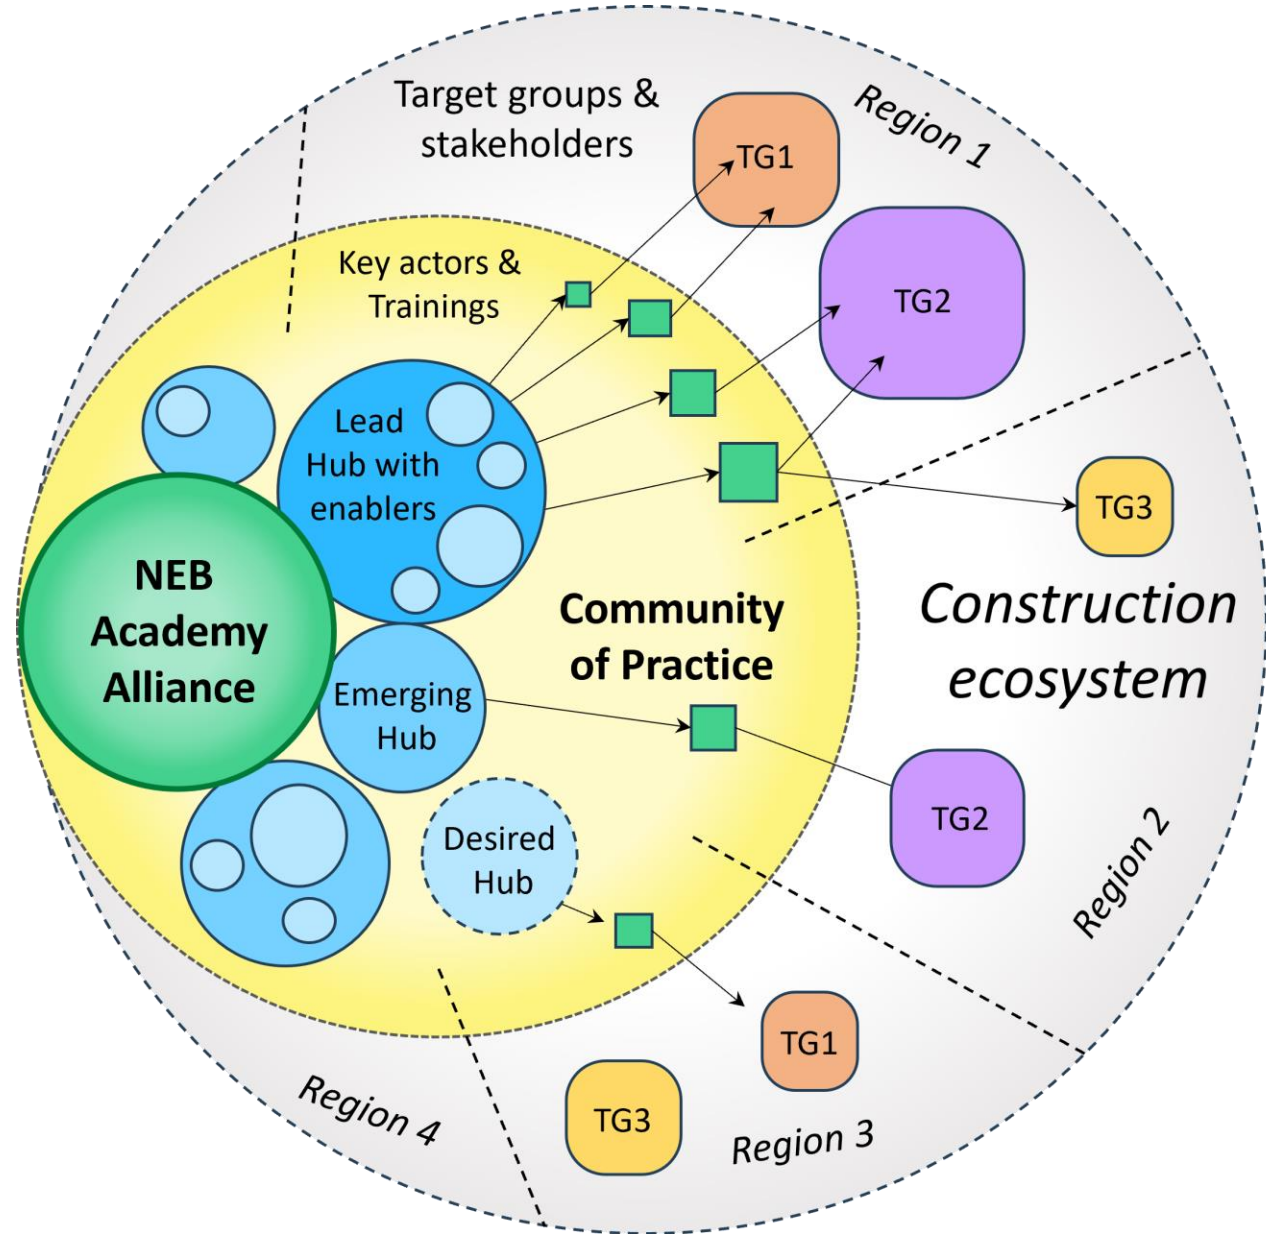 Target groups &
stakeholders
Region 1
TG1
Key actors &
Trainings
TG2
Lead
Hub with
enablers
TG3
NEB
Academy
Alliance
Community
of Practice
Construction
ecosystem
Emerging
Hub
TG2
Desired
Hub
Region 2
TG1
TG3
Region 3
Region 4